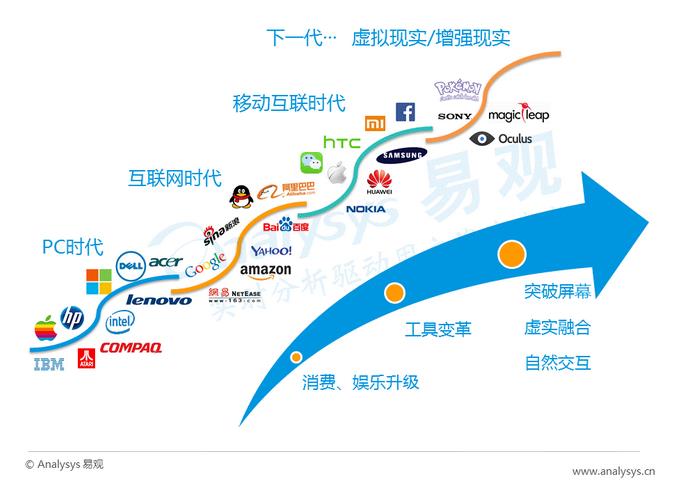 下一代… 虚拟现实/增强现实
移动互联时代
互联网时代
PC时代
IBM
hp
ATARI
COMPAQ
intel
DELL
acer
lenovo
Google
sina新浪
阿里巴巴
Alibaba.com
Bai百度
YAHOO!
amazon
網易 NETEASE
www.163.com
hTC
MI
SAMSUNG
HUAWEI
NOKIA
POKÉMON
SONY
magic leap
Oculus
Analysys 易观
实时分析驱动用
突破屏幕
虚实融合
自然交互
工具变革
消费、娱乐升级
© Analysys 易观
www.analysys.cn